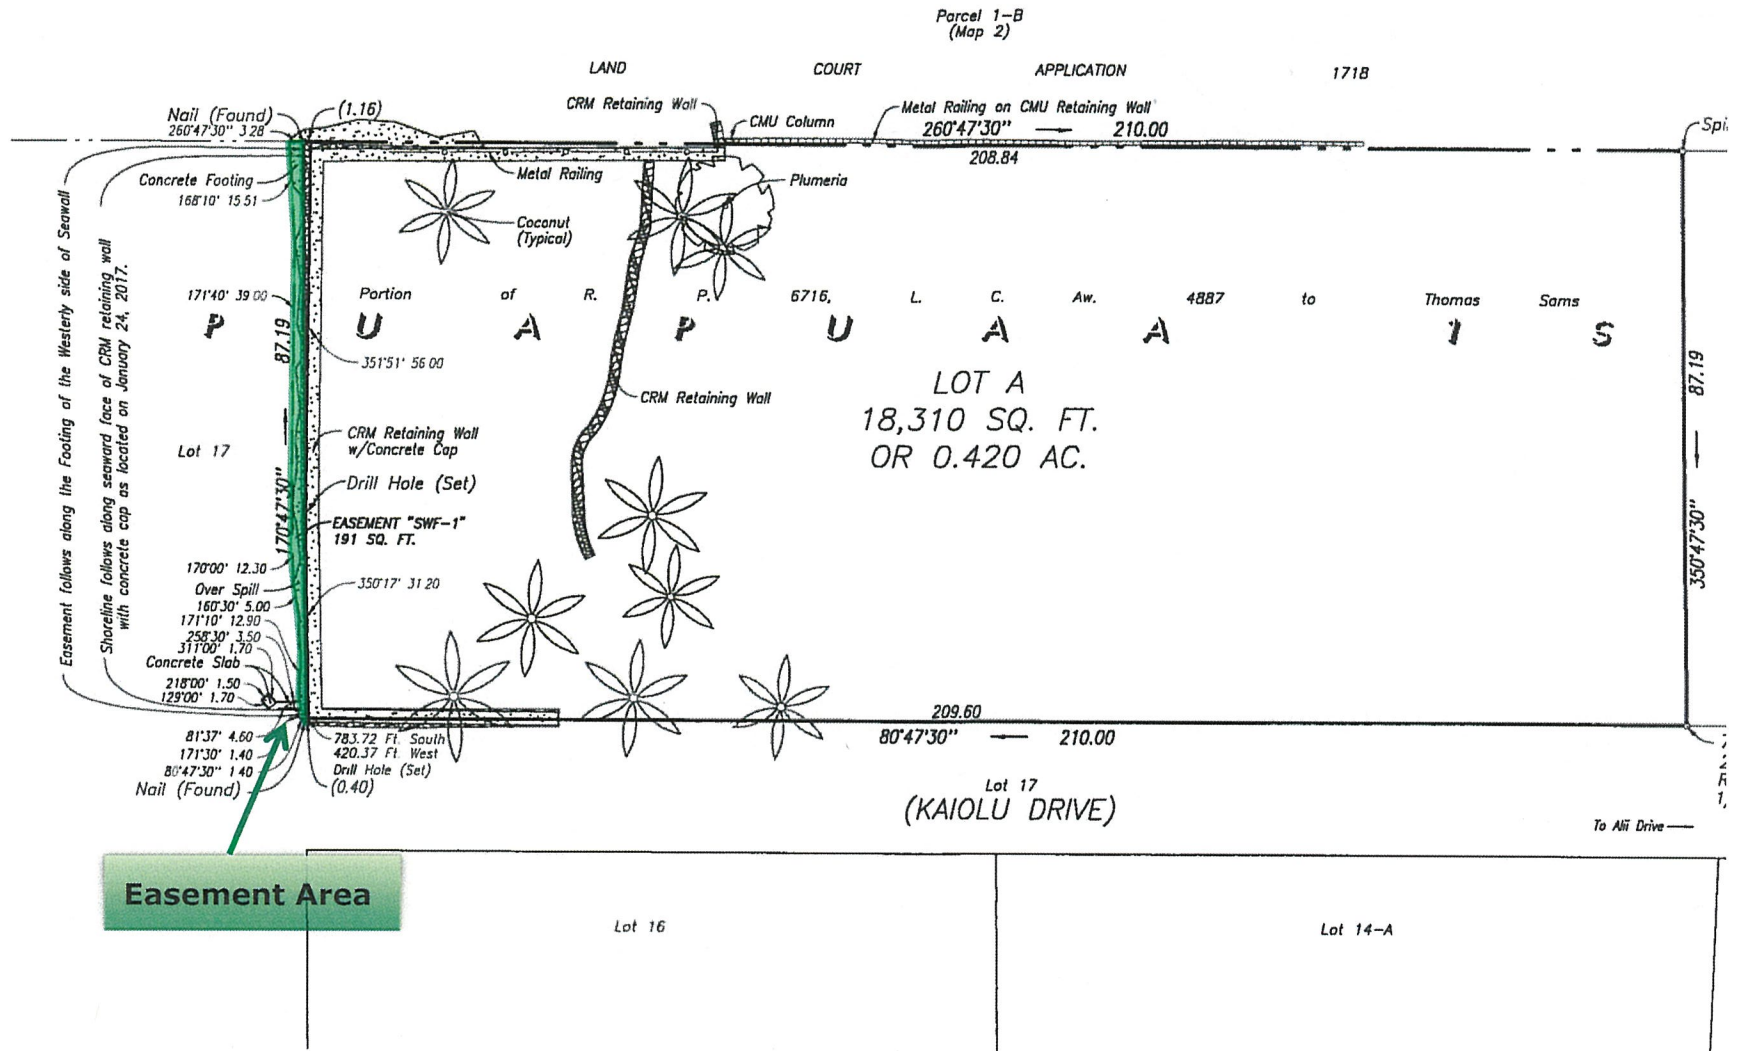 Parcel 1-B
(Map 2)
LAND COURT APPLICATION 1718
Nail (Found)
260°47'30" 3.28
(1.16)
CRM Retaining Wall
CMU Column
Metal Railing on CMU Retaining Wall
260°47'30" 210.00
208.84
Concrete Footing
168°10' 15.51
Metal Railing
Plumeria
Coconut
(Typical)
Easement follows along the Footing of the Westerly side of Seawall
Shoreline follows along seaward face of CRM retaining wall
with concrete cap as located on January 24, 2017.
171°40' 39.00
Portion of R. P. 6716, L. C. Aw. 4887 to Thomas Sams
P U A P U A A 1 S
87.19
351°51' 56.00
87.19
LOT A
18,310 SQ. FT.
OR 0.420 AC.
CRM Retaining Wall
Lot 17
CRM Retaining Wall
w/Concrete Cap
170°47'30"
Drill Hole (Set)
EASEMENT "SWF-1"
191 SQ. FT.
350°47'30"
170°00' 12.30
350°17' 31.20
Over Spill
160°30' 5.00
171°10' 12.90
258°30' 3.50
311°00' 1.70
Concrete Slab
218°00' 1.50
129°00' 1.70
209.60
80°47'30" 210.00
81°37' 4.60
171°30' 1.40
80°47'30" 1.40
Nail (Found)
783.72 Ft. South
420.37 Ft. West
Drill Hole (Set)
(0.40)
Lot 17
(KAIOLU DRIVE)
To Alii Drive
Easement Area
Lot 16
Lot 14-A